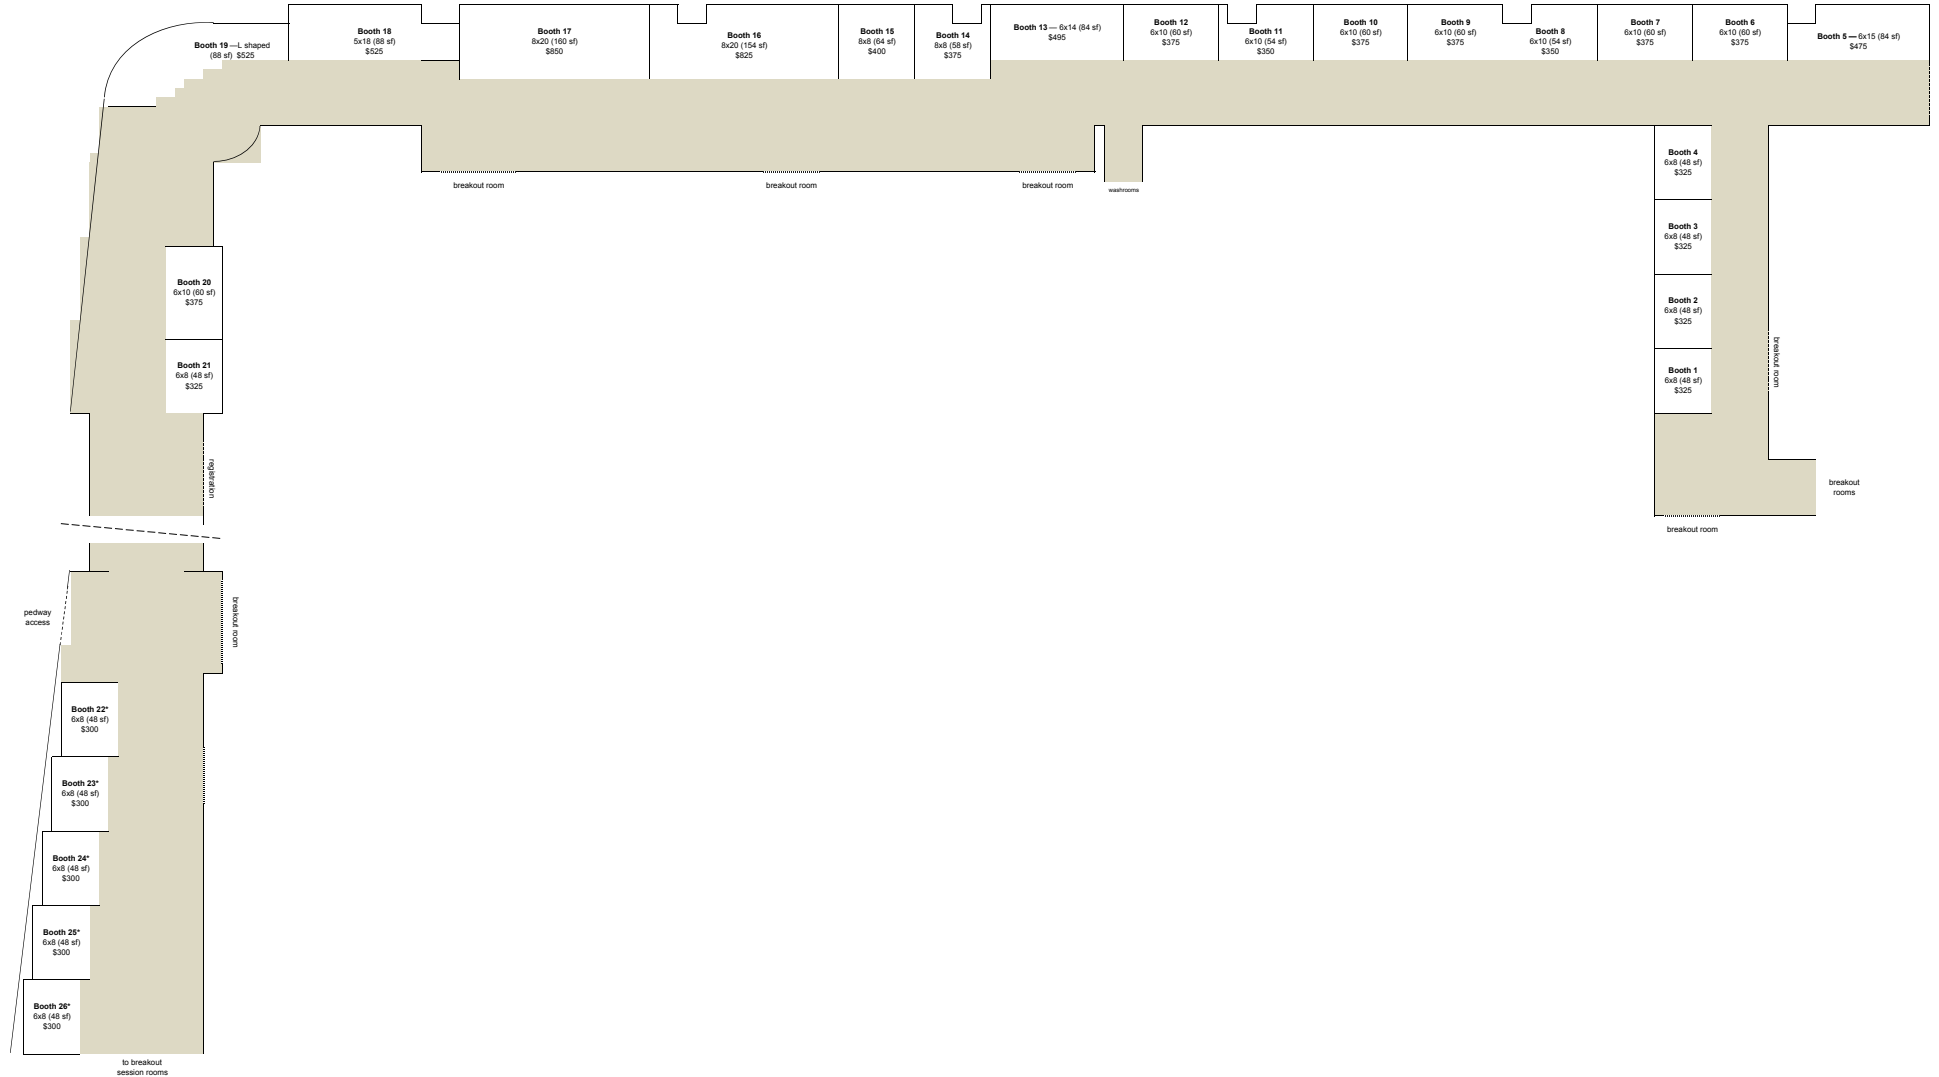 Booth 19 —L shaped
(88 sf) $525
Booth 18
5x18 (88 sf)
$525
Booth 17
8x20 (160 sf)
$850
Booth 16
8x20 (154 sf)
$825
Booth 15
8x8 (64 sf)
$400
Booth 14
8x8 (58 sf)
$375
Booth 13 — 6x14 (84 sf)
$495
Booth 12
6x10 (60 sf)
$375
Booth 11
6x10 (54 sf)
$350
Booth 10
6x10 (60 sf)
$375
Booth 9
6x10 (60 sf)
$375
Booth 8
6x10 (54 sf)
$350
Booth 7
6x10 (60 sf)
$375
Booth 6
6x10 (60 sf)
$375
Booth 5 — 6x15 (84 sf)
$475
breakout room
breakout room
breakout room
washrooms
Booth 4
6x8 (48 sf)
$325
Booth 3
6x8 (48 sf)
$325
Booth 2
6x8 (48 sf)
$325
Booth 1
6x8 (48 sf)
$325
breakout room
breakout
rooms
breakout room
Booth 20
6x10 (60 sf)
$375
Booth 21
6x8 (48 sf)
$325
registration
pedway
access
breakout room
Booth 22*
6x8 (48 sf)
$300
Booth 23*
6x8 (48 sf)
$300
Booth 24*
6x8 (48 sf)
$300
Booth 25*
6x8 (48 sf)
$300
Booth 26*
6x8 (48 sf)
$300
to breakout
session rooms